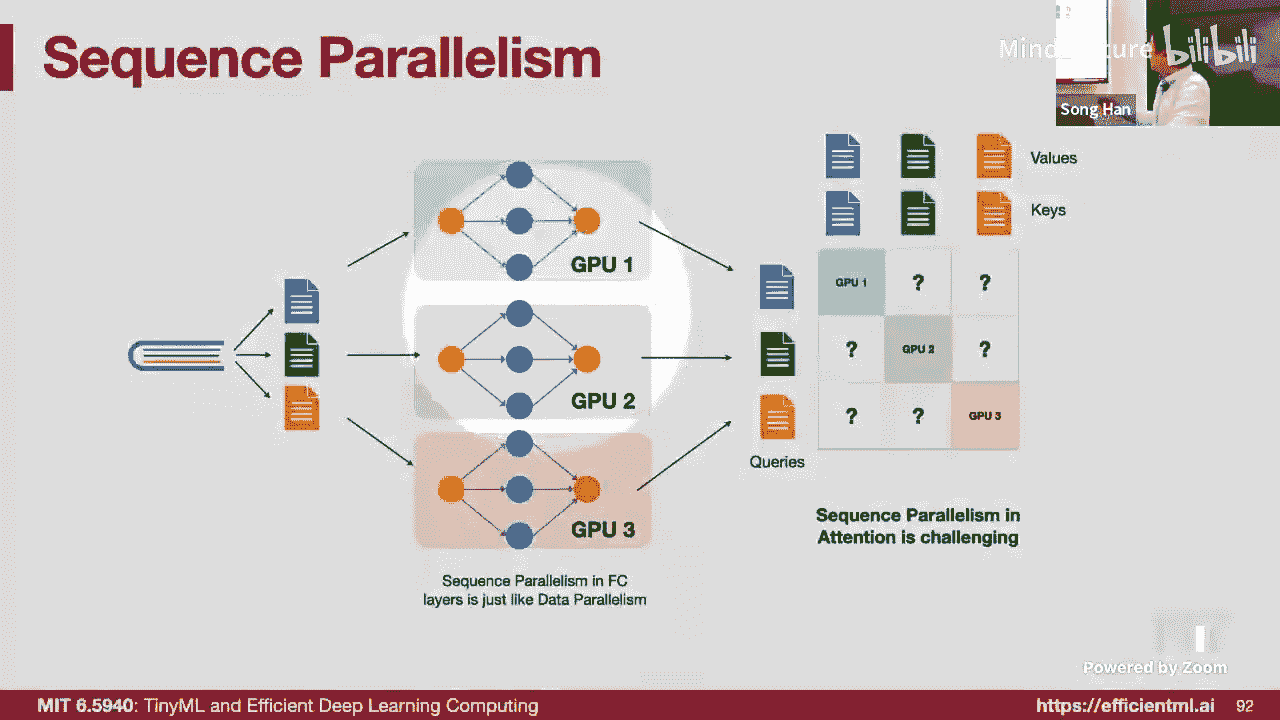 Sequence Parallelism
bilibili
Song Han
Values
Keys
GPU 1
GPU 2
GPU 3
GPU 1
?
?
?
GPU 2
?
?
?
GPU 3
Queries
Sequence Parallelism in
Attention is challenging
Sequence Parallelism in FC
layers is just like Data Parallelism
Powered by Zoom
MIT 6.5940: TinyML and Efficient Deep Learning Computing
https://efficientml.ai
92